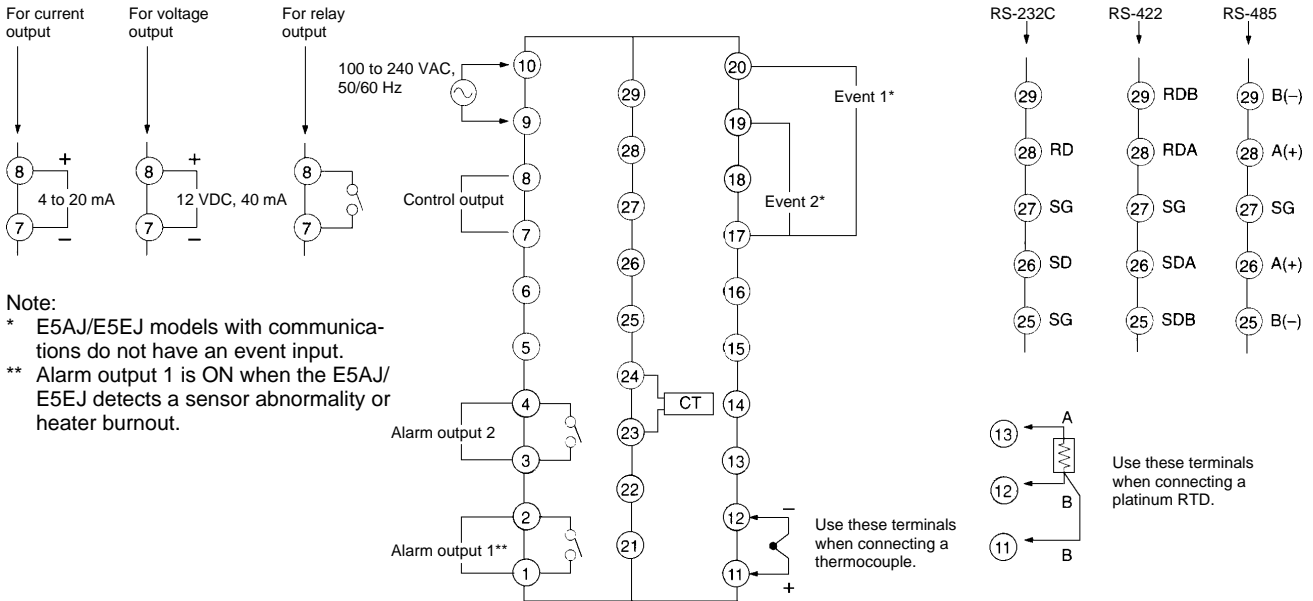 For current
output
For voltage
output
For relay
output
8
+
4 to 20 mA
7
−
8
+
12 VDC, 40 mA
7
−
8
7
Note:
* E5AJ/E5EJ models with communica-
tions do not have an event input.
** Alarm output 1 is ON when the E5AJ/
E5EJ detects a sensor abnormality or
heater burnout.
100 to 240 VAC,
50/60 Hz
10
9
Control output
8
7
6
5
Alarm output 2
4
3
Alarm output 1**
2
1
29
28
27
26
25
24
CT
23
22
21
20
Event 1*
19
18
Event 2*
17
16
15
14
13
12
−
11
+
Use these terminals
when connecting a
thermocouple.
RS-232C
29
28 RD
27 SG
26 SD
25 SG
RS-422
29 RDB
28 RDA
27 SG
26 SDA
25 SDB
RS-485
29 B(−)
28 A(+)
27 SG
26 A(+)
25 B(−)
13
A
12
B
11
B
Use these terminals
when connecting a
platinum RTD.